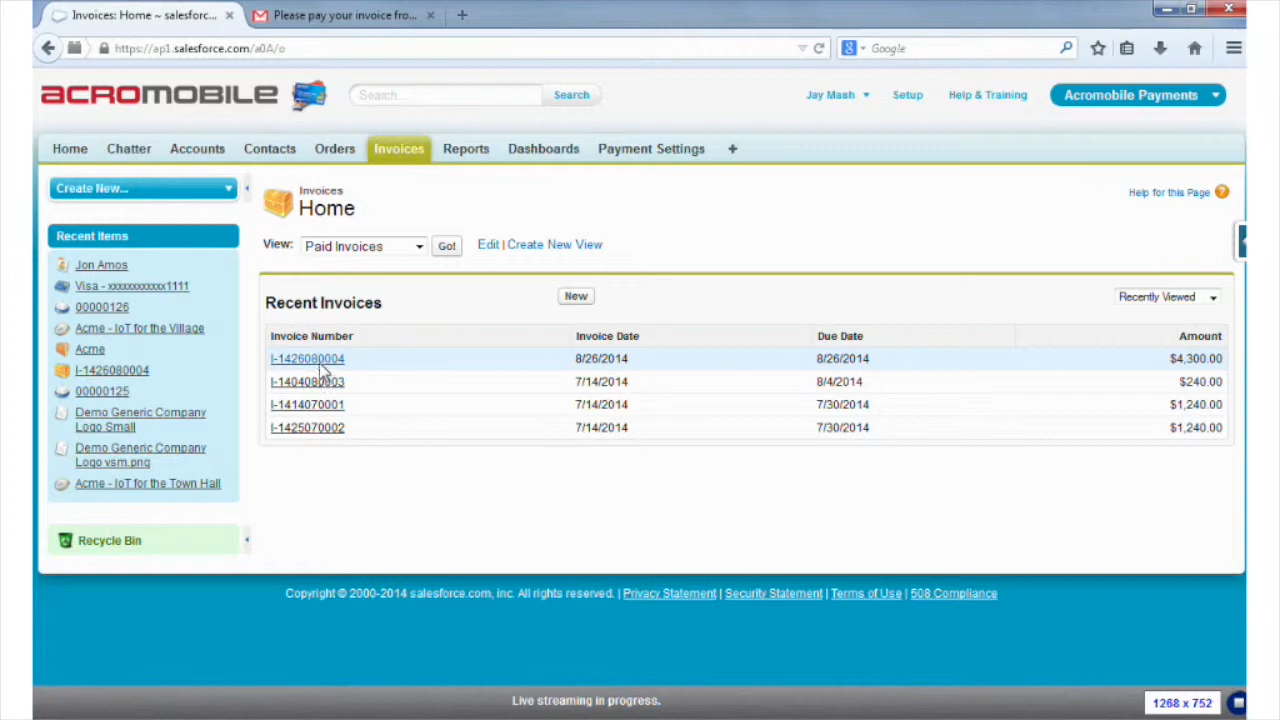 Invoices: Home ~ salesforc...
Please pay your invoice fro...
https://ap1.salesforce.com/a0A/o
Google
ACROMOBILE
Search...
Search
Jay Mash
Setup
Help & Training
Acromobile Payments
Home
Chatter
Accounts
Contacts
Orders
Invoices
Reports
Dashboards
Payment Settings
+
Create New...
Invoices
Home
Help for this Page
View:
Paid Invoices
Go!
Edit | Create New View
Recent Items
Jon Amos
Visa - xxxxxxxxxxxx1111
00000126
Acme - IoT for the Village
Acme
I-1426080004
00000125
Demo Generic Company
Logo Small
Demo Generic Company
Logo vsm.png
Acme - IoT for the Town Hall
Recycle Bin
Recent Invoices
New
Recently Viewed
Invoice Number Invoice Date Due Date Amount
I-1426080004 8/26/2014 8/26/2014 $4,300.00
I-1404080003 7/14/2014 8/4/2014 $240.00
I-1414070001 7/14/2014 7/30/2014 $1,240.00
I-1425070002 7/14/2014 7/30/2014 $1,240.00
Copyright © 2000-2014 salesforce.com, inc. All rights reserved. | Privacy Statement | Security Statement | Terms of Use | 508 Compliance
Live streaming in progress.
1268 x 752